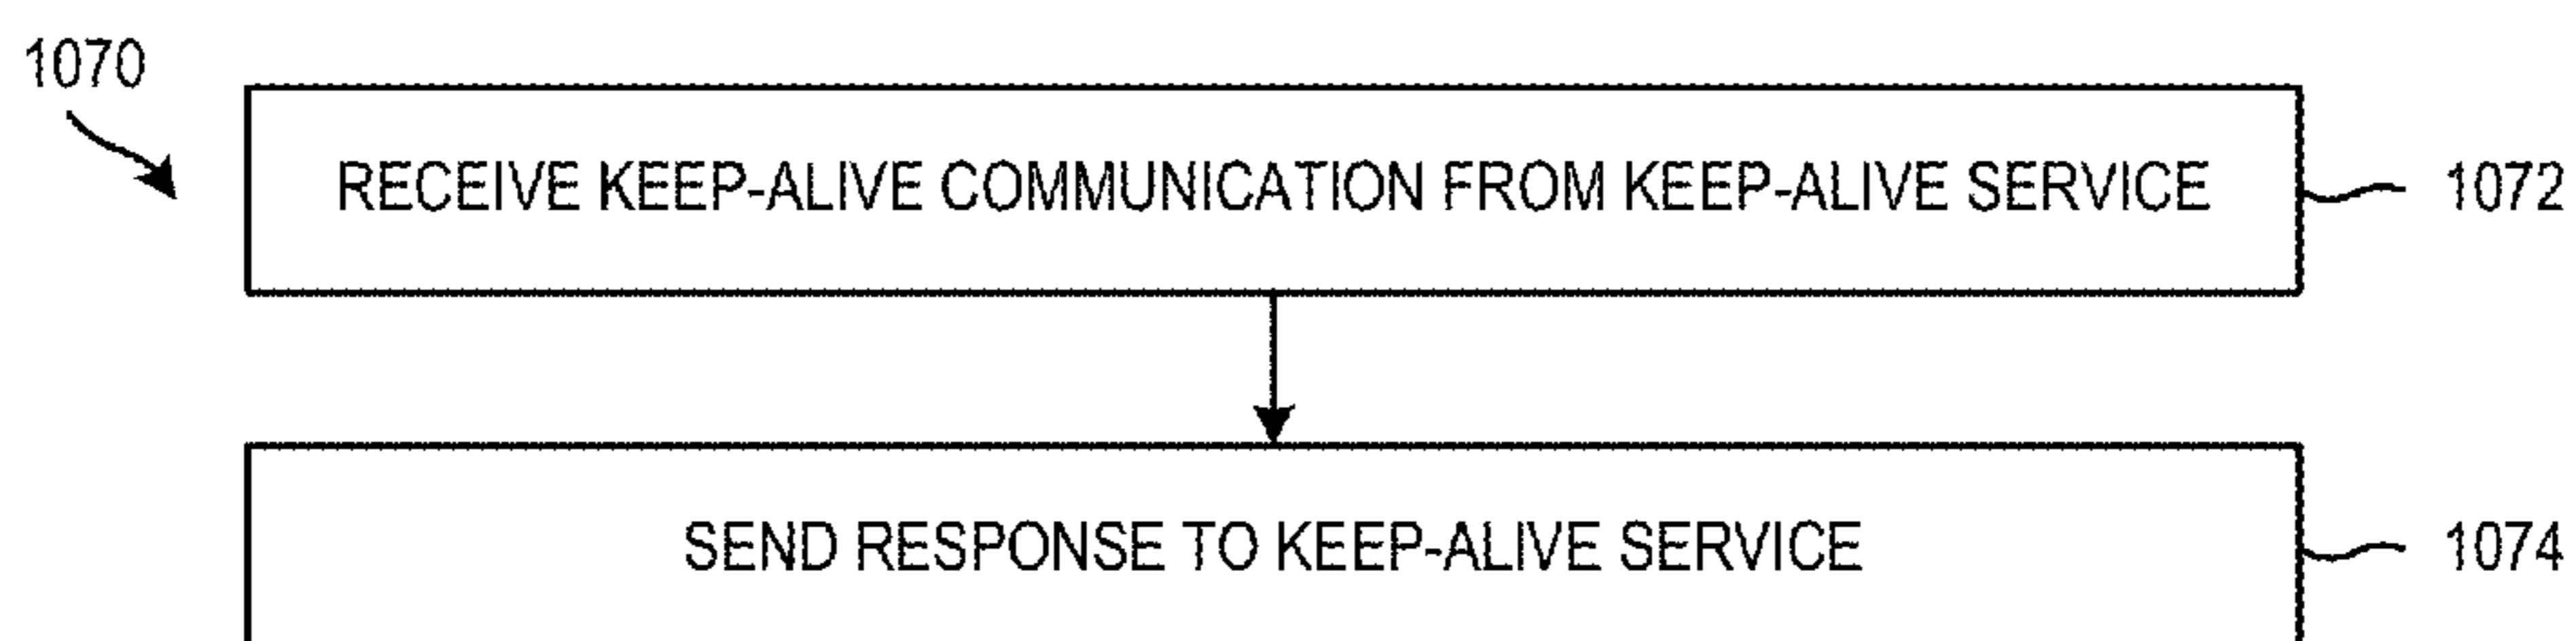 1070
RECEIVE KEEP-ALIVE COMMUNICATION FROM KEEP-ALIVE SERVICE
1072
SEND RESPONSE TO KEEP-ALIVE SERVICE
1074